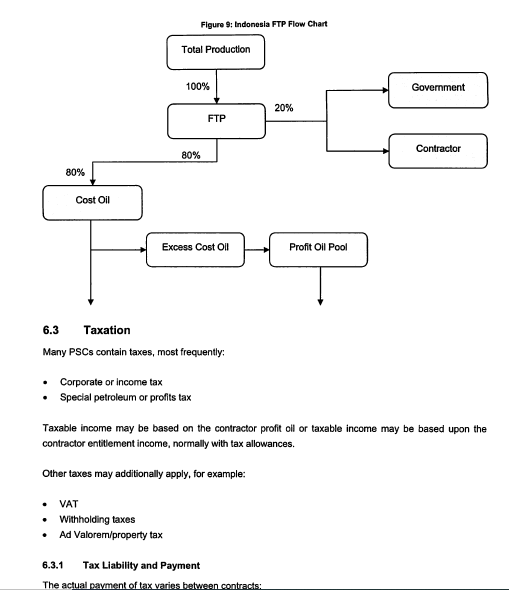 Figure 9: Indonesia FTP Flow Chart
Total Production
100%
FTP
20%
Government
Contractor
80%
80%
Cost Oil
Excess Cost Oil
Profit Oil Pool
6.3 Taxation
Many PSCs contain taxes, most frequently:
• Corporate or income tax
• Special petroleum or profits tax
Taxable income may be based on the contractor profit oil or taxable income may be based upon the
contractor entitlement income, normally with tax allowances.
Other taxes may additionally apply, for example:
• VAT
• Withholding taxes
• Ad Valorem/property tax
6.3.1 Tax Liability and Payment
The actual payment of tax varies between contracts: